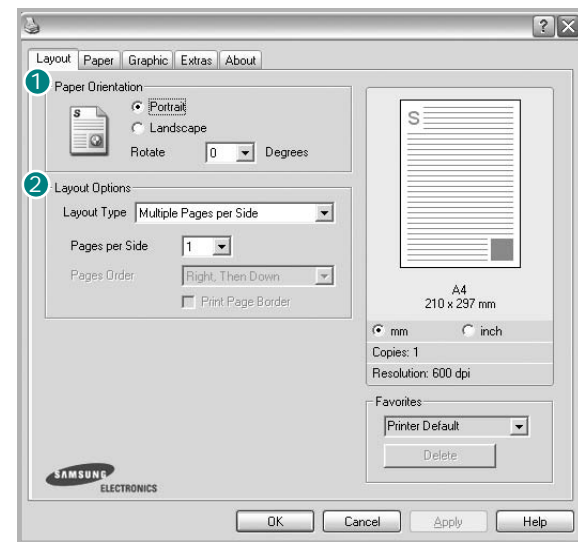 Layout Paper Graphic Extras About
1 Paper Orientation
S
Portrait
Landscape
Rotate 0 Degrees
2 Layout Options
Layout Type Multiple Pages per Side
Pages per Side 1
Pages Order Right, Then Down
Print Page Border
SAMSUNG
ELECTRONICS
S
A4
210 x 297 mm
mm inch
Copies: 1
Resolution: 600 dpi
Favorites
Printer Default
Delete
OK Cancel Apply Help